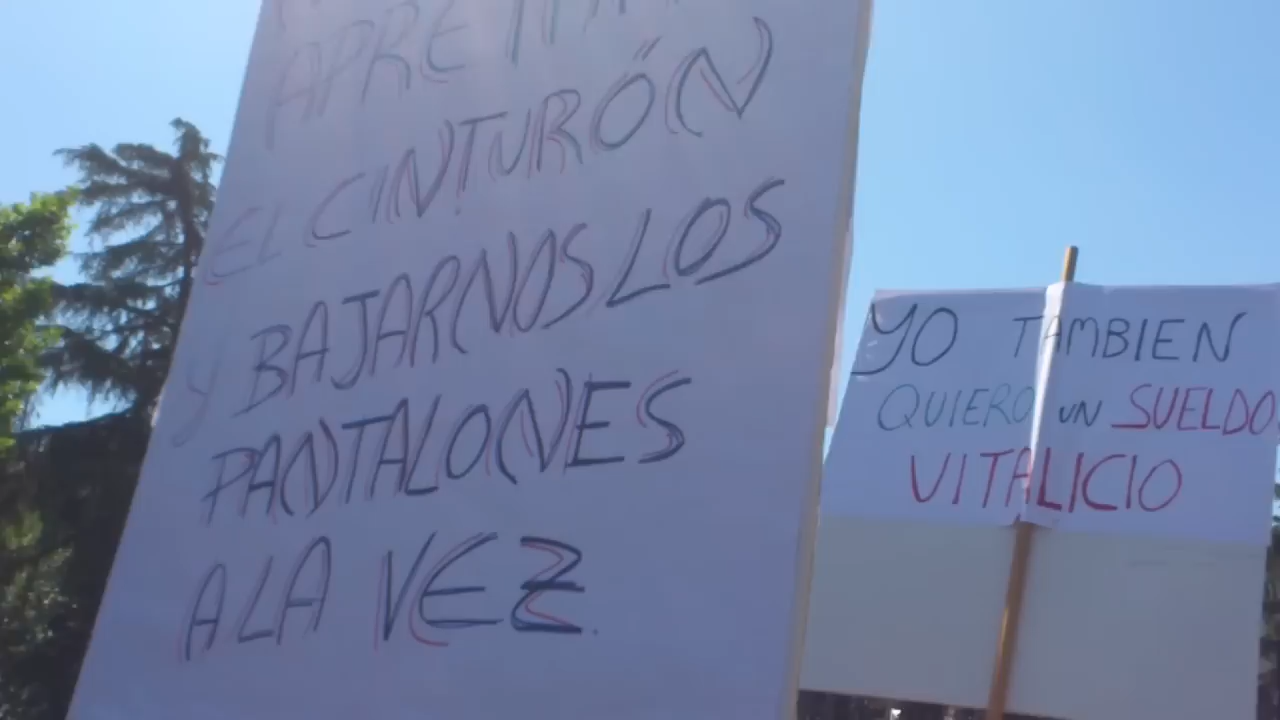 EL CINTURÓN
Y BAJARNOS LOS
PANTALONES
A LA VEZ.
YO TAMBIEN
QUIERO UN SUELDO
VITALICIO